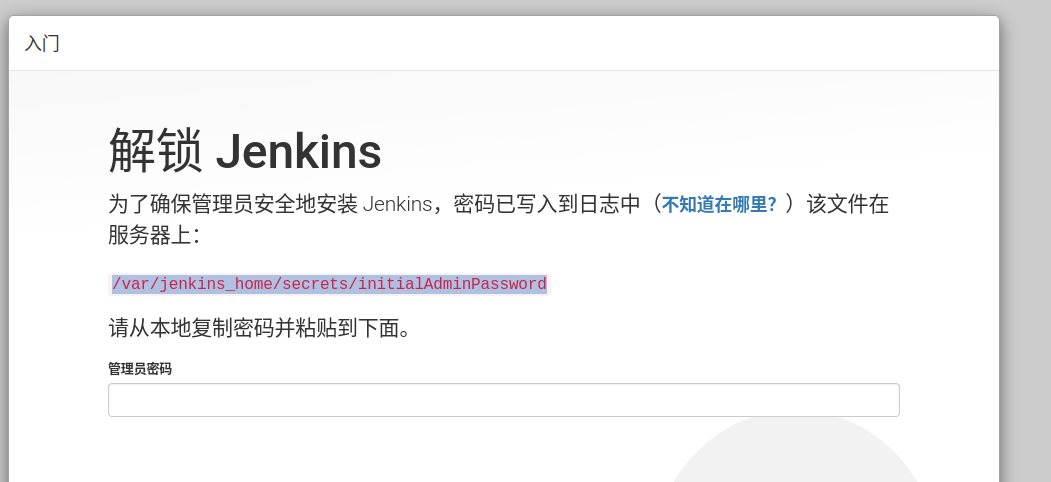 入门
解锁 Jenkins
为了确保管理员安全地安装 Jenkins，密码已写入到日志中（不知道在哪里？）该文件在
服务器上：
/var/jenkins_home/secrets/initialAdminPassword
请从本地复制密码并粘贴到下面。
管理员密码